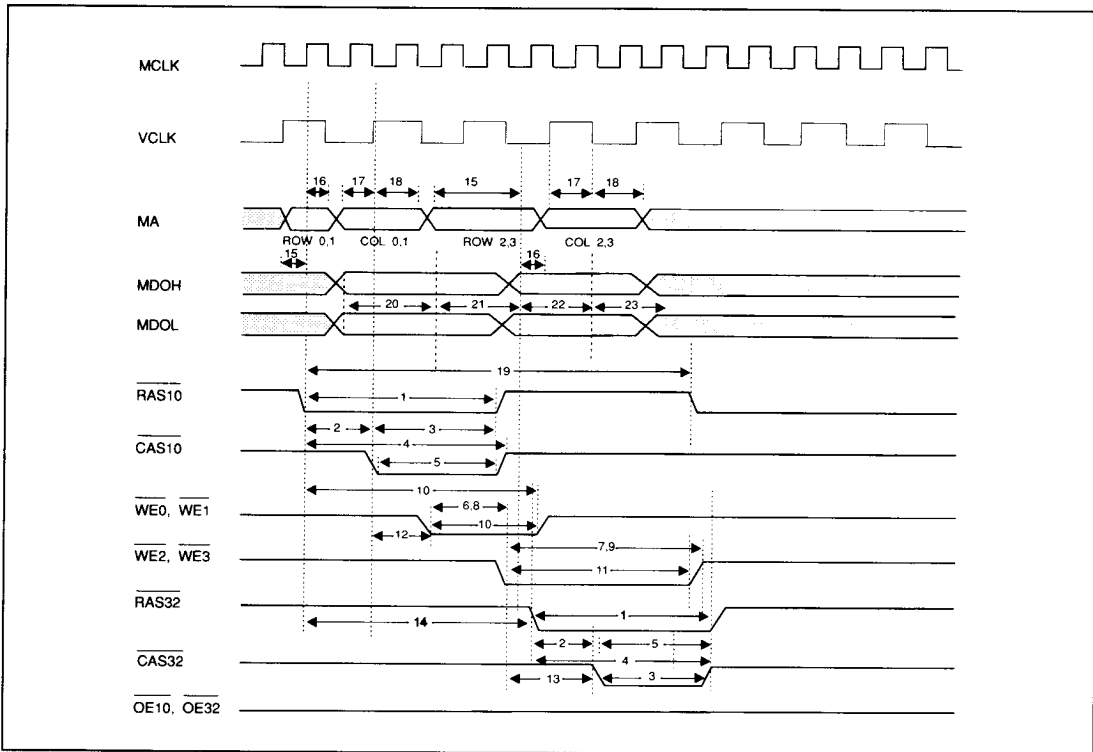 MCLK
VCLK
16 17 18 15 17 18
MA
ROW 0,1 COL 0,1 ROW 2,3 COL 2,3
15 16
MDOH
20 21 22 23
MDOL
19
RAS10 1
2 3
4
CAS10 5
10
6,8
WE0, WE1 10
12 7,9
WE2, WE3 11
RAS32 1
14
2 5
CAS32 4
13 3
OE10, OE32